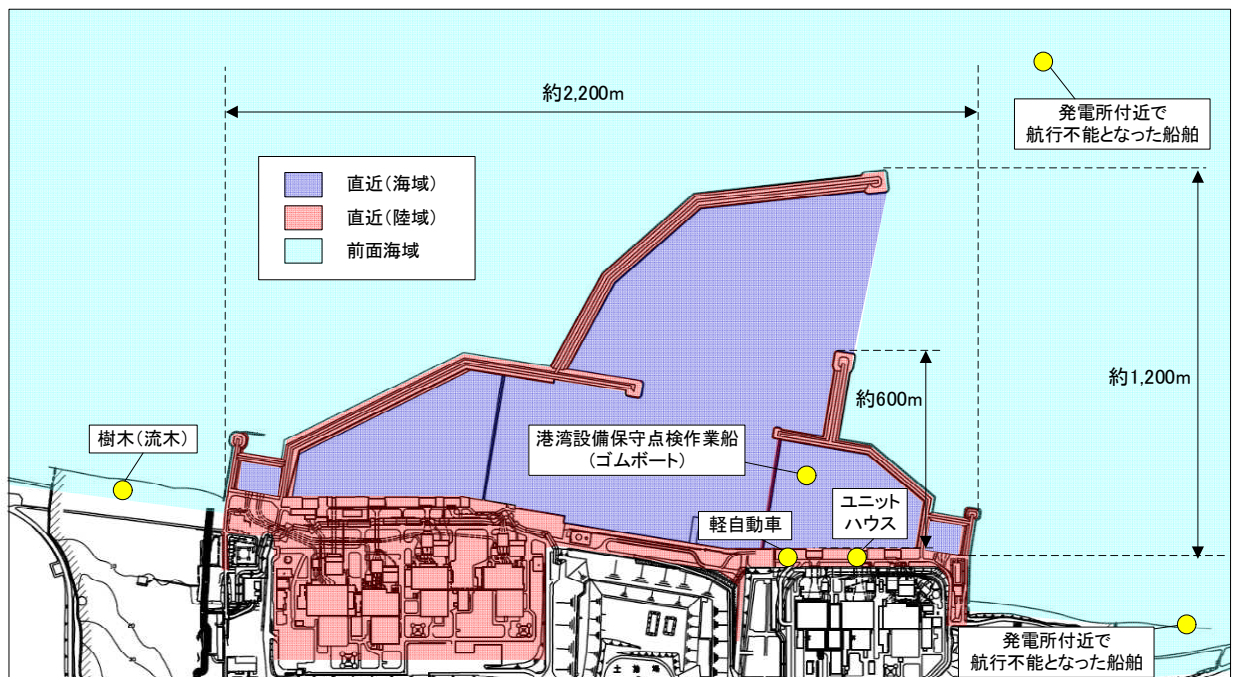 約2,200m
発電所付近で
航行不能となった船舶
直近(海域)
直近(陸域)
前面海域
約1,200m
約600m
樹木(流木)
港湾設備保守点検作業船
(ゴムボート)
軽自動車
ユニット
ハウス
発電所付近で
航行不能となった船舶